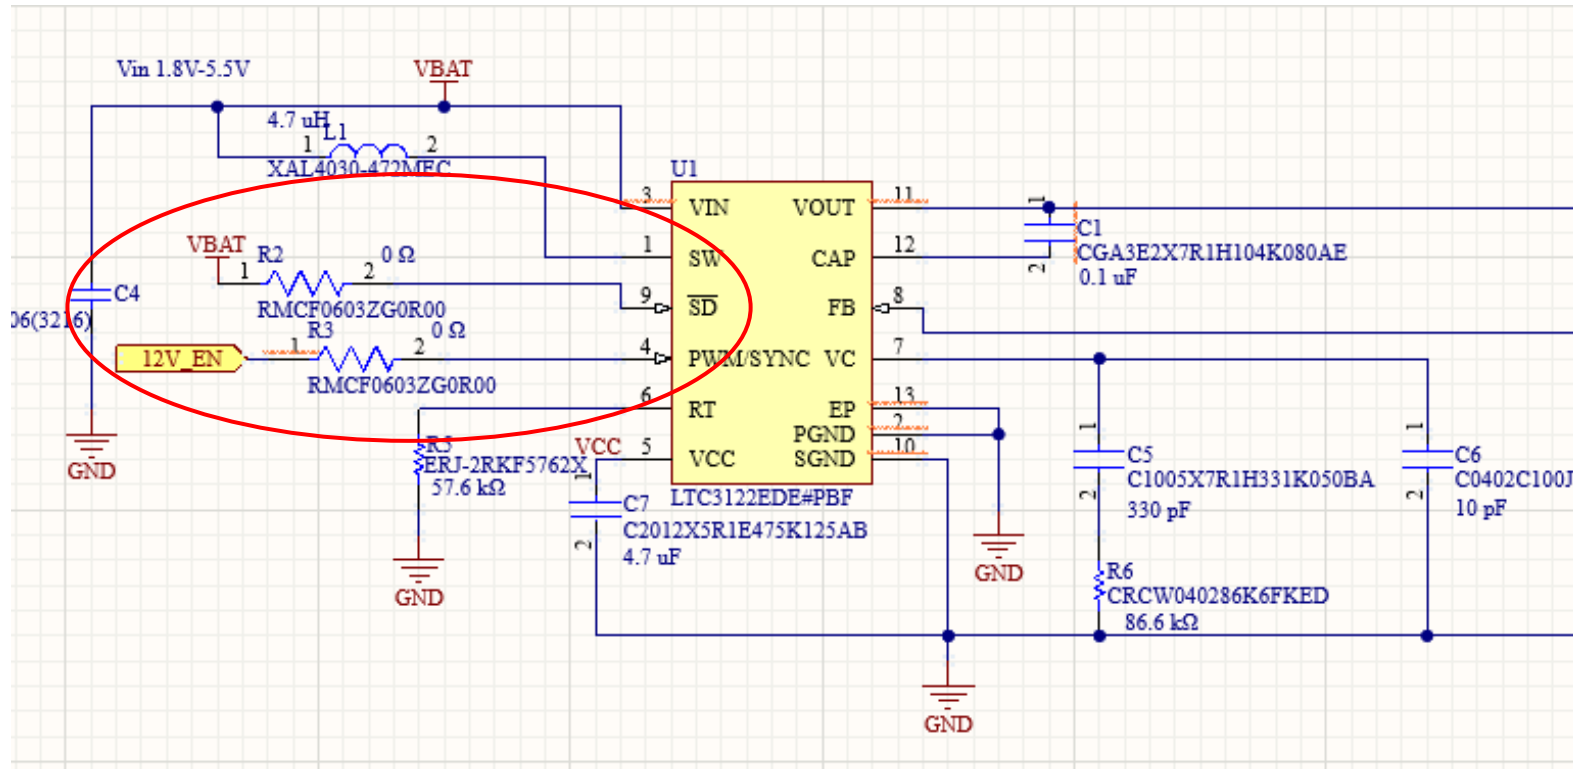 Vin 1.8V-5.5V
VBAT
4.7 uH
L1
1
2
XAL4030-472MEC
U1
3
VIN
VOUT
11
1
SW
CAP
12
1
C1
CGA3E2X7R1H104K080AE
0.1 uF
2
VBAT
R2
0 Ω
1
2
RMCF0603ZG0R00
9
SD
FB
8
C4
06(3216)
R3
0 Ω
12V_EN
1
2
RMCF0603ZG0R00
4
PWM/SYNC
VC
7
6
RT
EP
13
PGND
2
SGND
10
R5
ERJ-2RKF5762X
57.6 kΩ
VCC
5
VCC
GND
LTC3122EDE#PBF
1
C7
C2012X5R1E475K125AB
4.7 uF
2
GND
GND
1
C5
C1005X7R1H331K050BA
330 pF
2
1
C6
C0402C100J
10 pF
2
R6
CRCW040286K6FKED
86.6 kΩ
GND